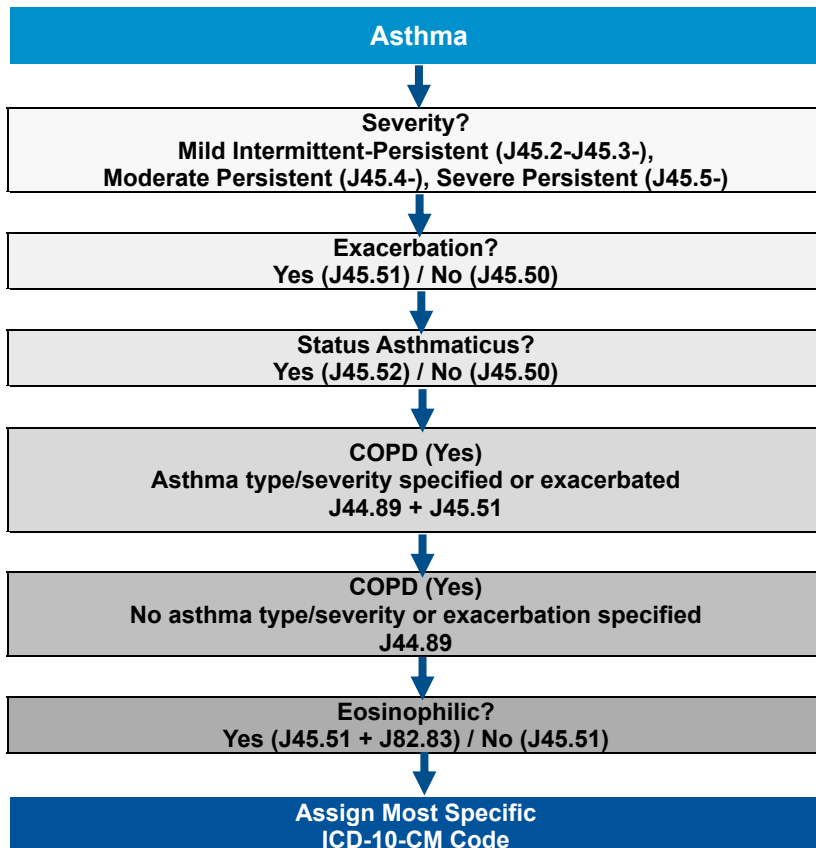 Asthma
Severity?
Mild Intermittent-Persistent (J45.2-J45.3-),
Moderate Persistent (J45.4-), Severe Persistent (J45.5-)
Exacerbation?
Yes (J45.51) / No (J45.50)
Status Asthmaticus?
Yes (J45.52) / No (J45.50)
COPD (Yes)
Asthma type/severity specified or exacerbated
J44.89 + J45.51
COPD (Yes)
No asthma type/severity or exacerbation specified
J44.89
Eosinophilic?
Yes (J45.51 + J82.83) / No (J45.51)
Assign Most Specific
ICD-10-CM Code